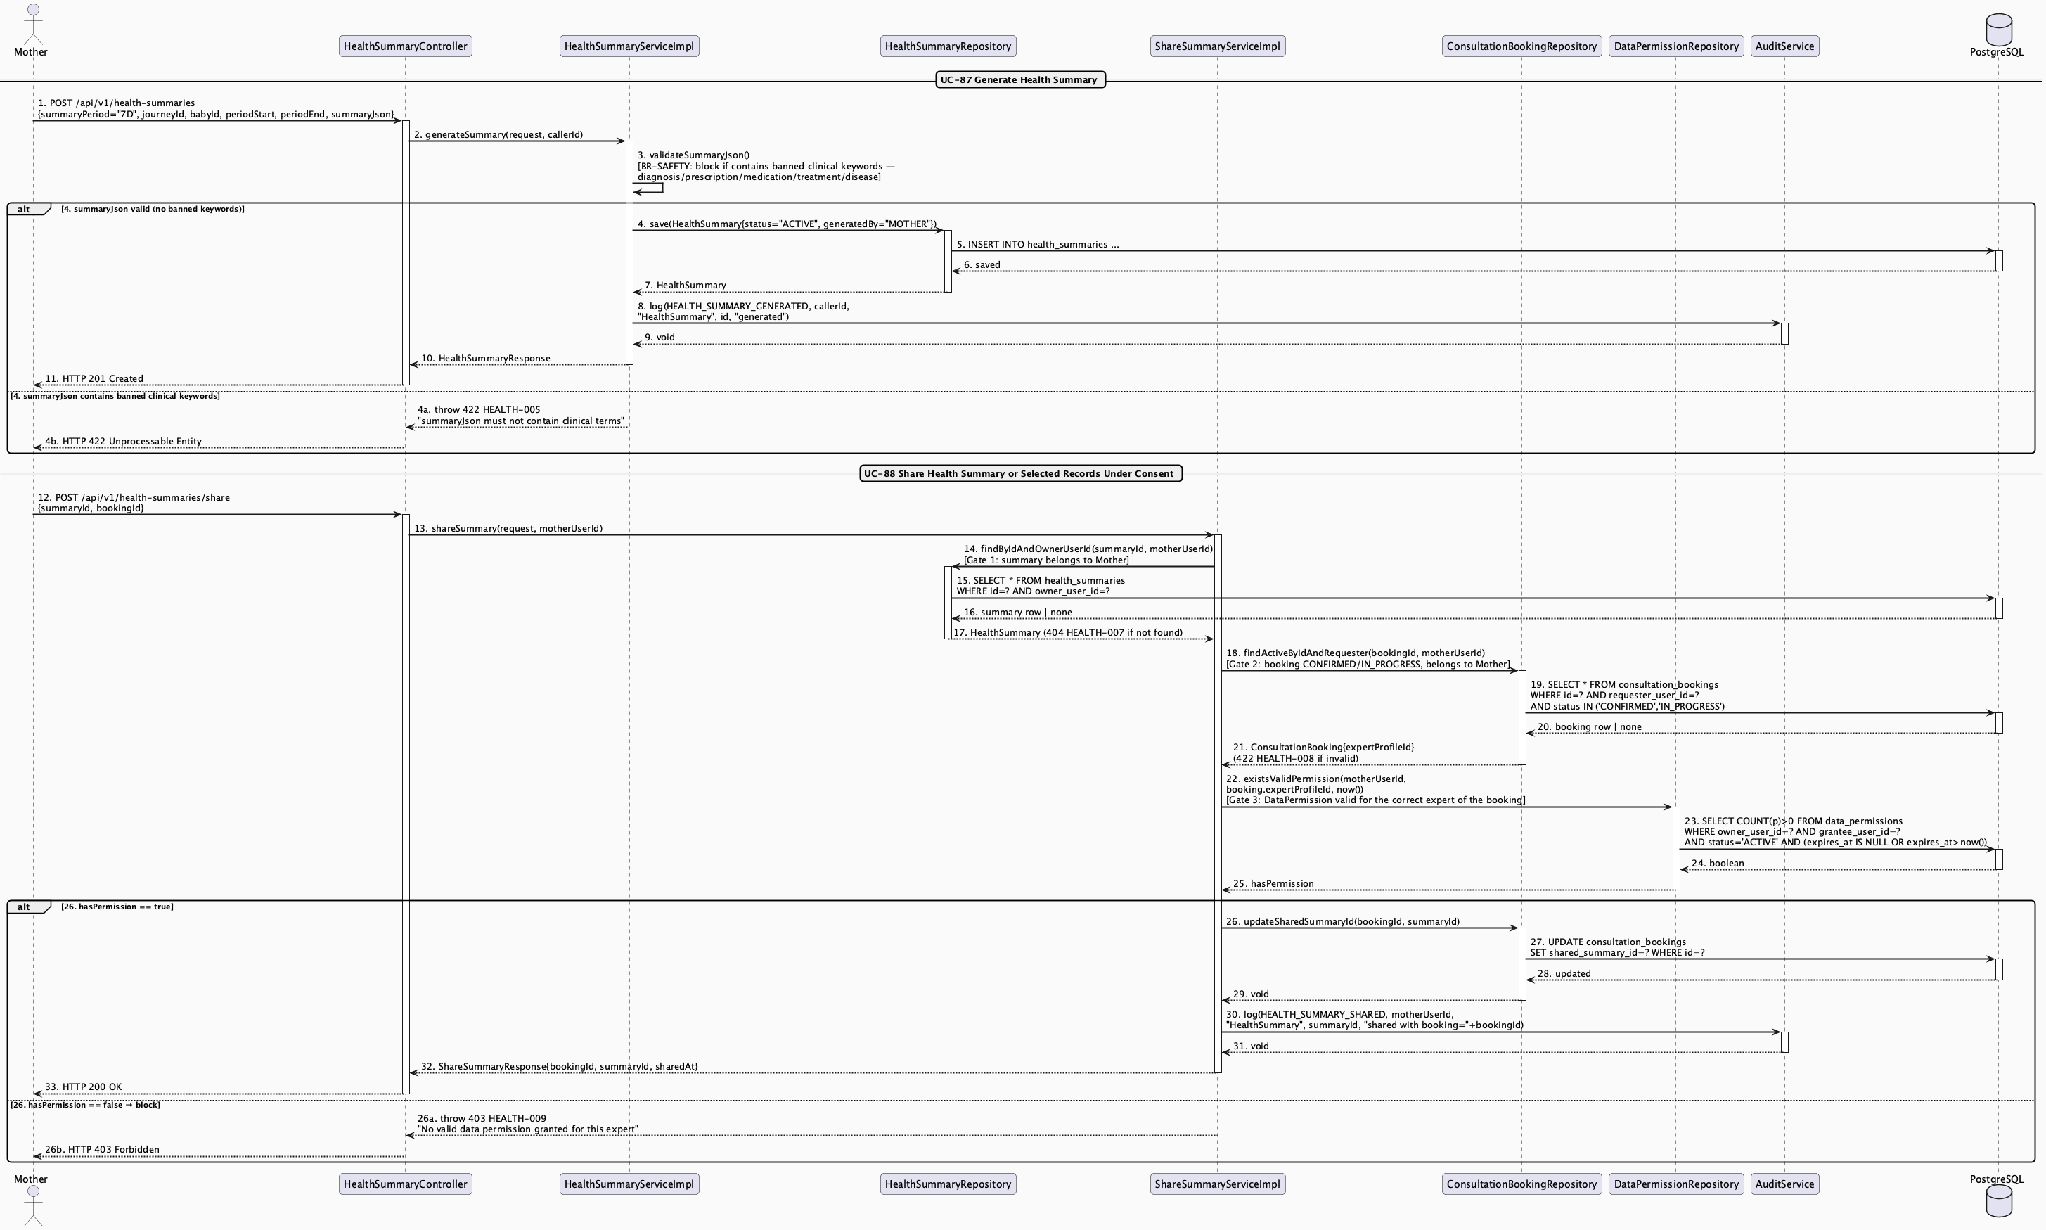 Mother
HealthSummaryController
HealthSummaryServiceImpl
HealthSummaryRepository
ShareSummaryServiceImpl
ConsultationBookingRepository
DataPermissionRepository
AuditService
PostgreSQL
UC-87 Generate Health Summary
1. POST /api/v1/health-summaries
{summaryPeriod="7D", journeyId, babyId, periodStart, periodEnd, summaryJson}
2. generateSummary(request, callerId)
3. validateSummaryJson()
[BR-SAFETY: block if contains banned clinical keywords —
diagnosis/prescription/medication/treatment/disease]
alt
[4. summaryJson valid (no banned keywords)]
4. save(HealthSummary{status="ACTIVE", generatedBy="MOTHER"})
5. INSERT INTO health_summaries ...
6. saved
7. HealthSummary
8. log(HEALTH_SUMMARY_GENERATED, callerId,
"HealthSummary", id, "generated")
9. void
10. HealthSummaryResponse
11. HTTP 201 Created
[4. summaryJson contains banned clinical keywords]
4a. throw 422 HEALTH-005
"summaryJson must not contain clinical terms"
4b. HTTP 422 Unprocessable Entity
UC-88 Share Health Summary or Selected Records Under Consent
12. POST /api/v1/health-summaries/share
{summaryId, bookingId}
13. shareSummary(request, motherUserId)
14. findByIdAndOwnerUserId(summaryId, motherUserId)
[Gate 1: summary belongs to Mother]
15. SELECT * FROM health_summaries
WHERE id=? AND owner_user_id=?
16. summary row | none
17. HealthSummary (404 HEALTH-007 if not found)
18. findActiveByIdAndRequester(bookingId, motherUserId)
[Gate 2: booking CONFIRMED/IN_PROGRESS, belongs to Mother]
19. SELECT * FROM consultation_bookings
WHERE id=? AND requester_user_id=?
AND status IN ('CONFIRMED','IN_PROGRESS')
20. booking row | none
21. ConsultationBooking{expertProfileId}
(422 HEALTH-008 if invalid)
22. existsValidPermission(motherUserId,
booking.expertProfileId, now())
[Gate 3: DataPermission valid for the correct expert of the booking]
23. SELECT COUNT(p)>0 FROM data_permissions
WHERE owner_user_id=? AND grantee_user_id=?
AND status='ACTIVE' AND (expires_at IS NULL OR expires_at> now())
24. boolean
25. hasPermission
alt
[26. hasPermission == true]
26. updateSharedSummaryId(bookingId, summaryId)
27. UPDATE consultation_bookings
SET shared_summary_id=? WHERE id=?
28. updated
29. void
30. log(HEALTH_SUMMARY_SHARED, motherUserId,
"HealthSummary", summaryId, "shared with booking="+bookingId)
31. void
32. ShareSummaryResponse(bookingId, summaryId, sharedAt)
33. HTTP 200 OK
[26. hasPermission == false → block]
26a. throw 403 HEALTH-009
"No valid data permission granted for this expert"
26b. HTTP 403 Forbidden
Mother
HealthSummaryController
HealthSummaryServiceImpl
HealthSummaryRepository
ShareSummaryServiceImpl
ConsultationBookingRepository
DataPermissionRepository
AuditService
PostgreSQL